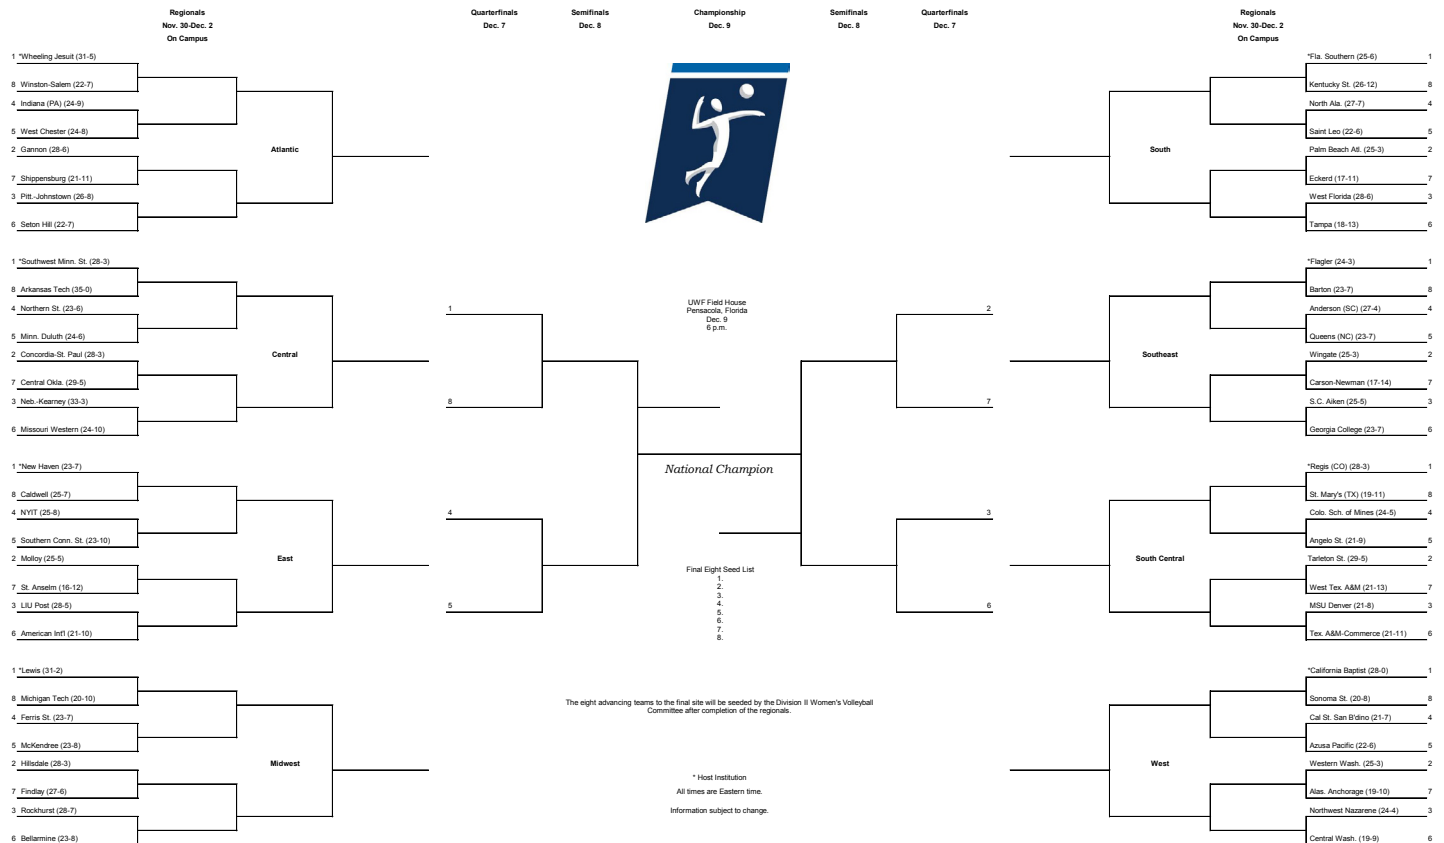 Regionals
Nov. 30-Dec. 2
On Campus
Quarterfinals
Dec. 7
Semifinals
Dec. 8
Championship
Dec. 9
Semifinals
Dec. 8
Quarterfinals
Dec. 7
Regionals
Nov. 30-Dec. 2
On Campus
1 *Wheeling Jesuit (31-5)
8 Winston-Salem (22-7)
4 Indiana (PA) (24-9)
5 West Chester (24-8)
2 Gannon (28-6)
7 Shippensburg (21-11)
3 Pitt.-Johnstown (26-8)
6 Seton Hill (22-7)
Atlantic
1 *Southwest Minn. St. (28-3)
8 Arkansas Tech (35-0)
4 Northern St. (23-6)
5 Minn. Duluth (24-6)
2 Concordia-St. Paul (28-3)
7 Central Okla. (29-5)
3 Neb.-Kearney (33-3)
6 Missouri Western (24-10)
Central
1 *New Haven (23-7)
8 Caldwell (25-7)
4 NYIT (25-8)
5 Southern Conn. St. (23-10)
2 Molloy (25-5)
7 St. Anselm (16-12)
3 LIU Post (28-5)
6 American Int'l (21-10)
East
1 *Lewis (31-2)
8 Michigan Tech (20-10)
4 Ferris St. (23-7)
5 McKendree (23-8)
2 Hillsdale (28-3)
7 Findlay (27-6)
3 Rockhurst (28-7)
6 Bellarmine (23-8)
Midwest
1
8
4
5
UWF Field House
Pensacola, Florida
Dec. 9
6 p.m.
National Champion
Final Eight Seed List
1.
2.
3.
4.
5.
6.
7.
8.
The eight advancing teams to the final site will be seeded by the Division II Women's Volleyball
Committee after completion of the regionals.
* Host Institution
All times are Eastern time.
Information subject to change.
2
7
3
6
South
*Fla. Southern (25-6) 1
Kentucky St. (26-12) 8
North Ala. (27-7) 4
Saint Leo (22-6) 5
Palm Beach Atl. (25-3) 2
Eckerd (17-11) 7
West Florida (28-6) 3
Tampa (18-13) 6
Southeast
*Flagler (24-3) 1
Barton (23-7) 8
Anderson (SC) (27-4) 4
Queens (NC) (23-7) 5
Wingate (25-3) 2
Carson-Newman (17-14) 7
S.C. Aiken (25-5) 3
Georgia College (23-7) 6
South Central
*Regis (CO) (28-3) 1
St. Mary's (TX) (19-11) 8
Colo. Sch. of Mines (24-5) 4
Angelo St. (21-9) 5
Tarleton St. (29-5) 2
West Tex. A&M (21-13) 7
MSU Denver (21-8) 3
Tex. A&M-Commerce (21-11) 6
West
*California Baptist (28-0) 1
Sonoma St. (20-8) 8
Cal St. San B'dino (21-7) 4
Azusa Pacific (22-6) 5
Western Wash. (25-3) 2
Alas. Anchorage (19-10) 7
Northwest Nazarene (24-4) 3
Central Wash. (19-9) 6